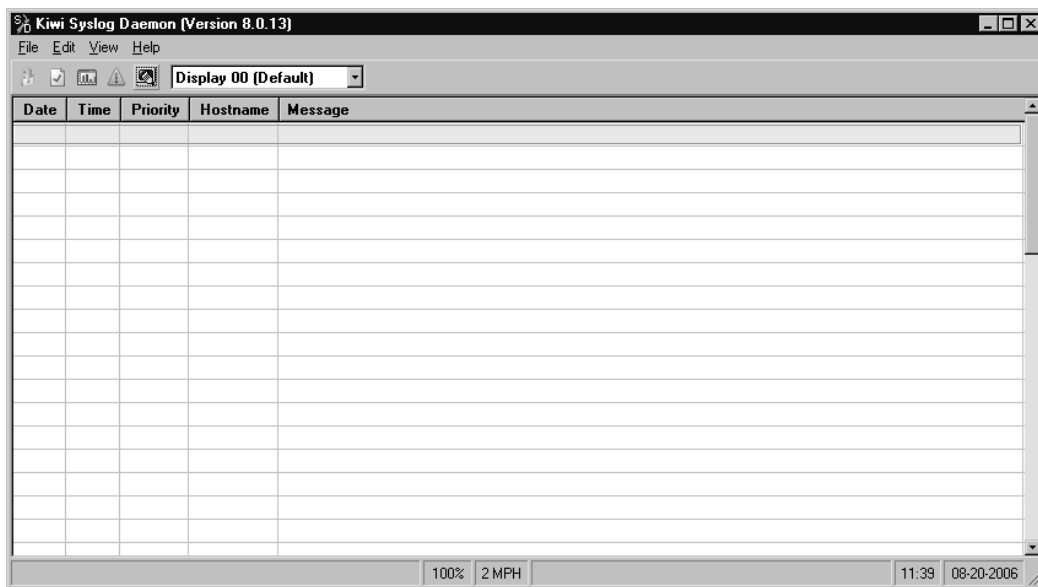 Kiwi Syslog Daemon (Version 8.0.13)
File Edit View Help
Display 00 (Default)
Date Time Priority Hostname Message
100% 2 MPH 11:39 08-20-2006